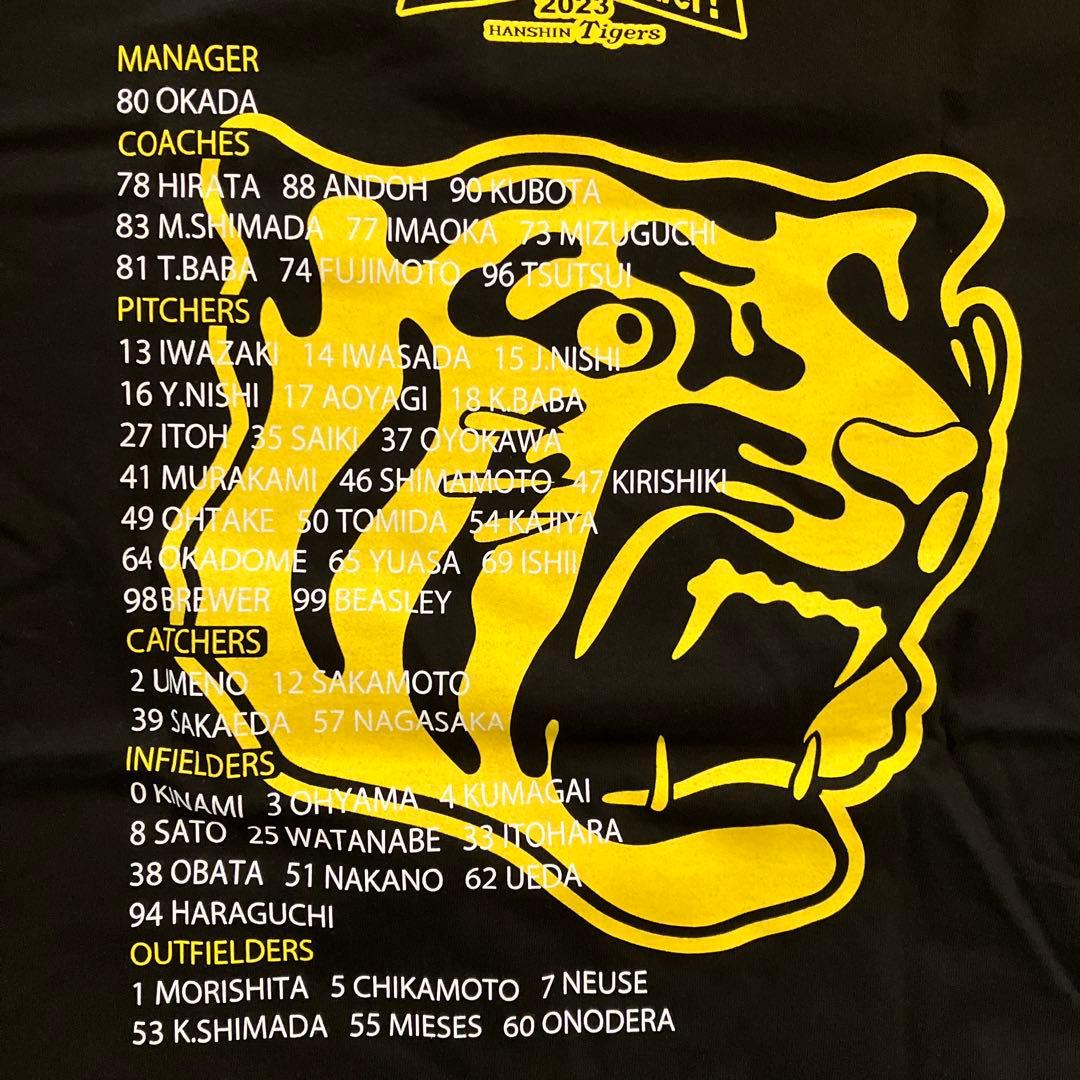 2023
HANSHIN Tigers
MANAGER
80 OKADA
COACHES
78 HIRATA 88 ANDOH 90 KUBOTA
83 M.SHIMADA 77 IMAOKA 73 MIZUGUCHI
81 T.BABA 74 FUJIMOTO 96 TSUTSUI
PITCHERS
13 IWAZAKI 14 IWASADA 15 J.NISHI
16 Y.NISHI 17 AOYAGI 18 K.BABA
27 ITOH 35 SAIKI 37 OYOKAWA
41 MURAKAMI 46 SHIMAMOTO 47 KIRISHIKI
49 OHTAKE 50 TOMIDA 54 KAJIYA
64 OKADOME 65 YUASA 69 ISHII
98 BREWER 99 BEASLEY
CATCHERS
2 UMENO 12 SAKAMOTO
39 SAKAEDA 57 NAGASAKA
INFIELDERS
0 KINAMI 3 OHYAMA 4 KUMAGAI
8 SATO 25 WATANABE 33 ITOHARA
38 OBATA 51 NAKANO 62 UEDA
94 HARAGUCHI
OUTFIELDERS
1 MORISHITA 5 CHIKAMOTO 7 NEUSE
53 K.SHIMADA 55 MIESES 60 ONODERA